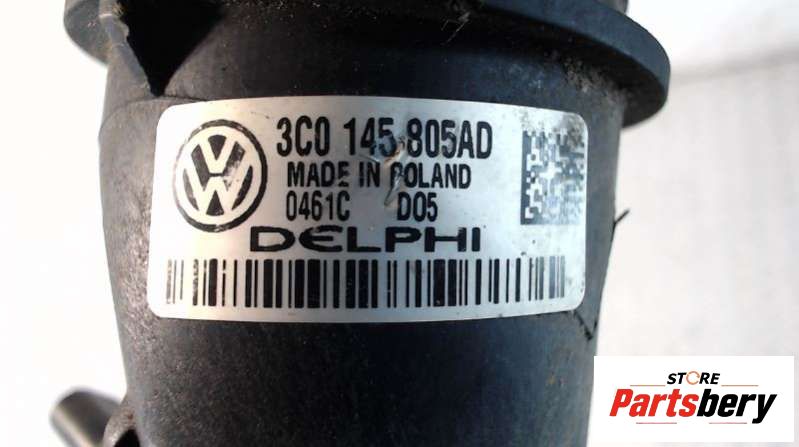 3C0 145 805AD
MADE IN POLAND
0461C D05
DELPHI
STORE
Partsbery